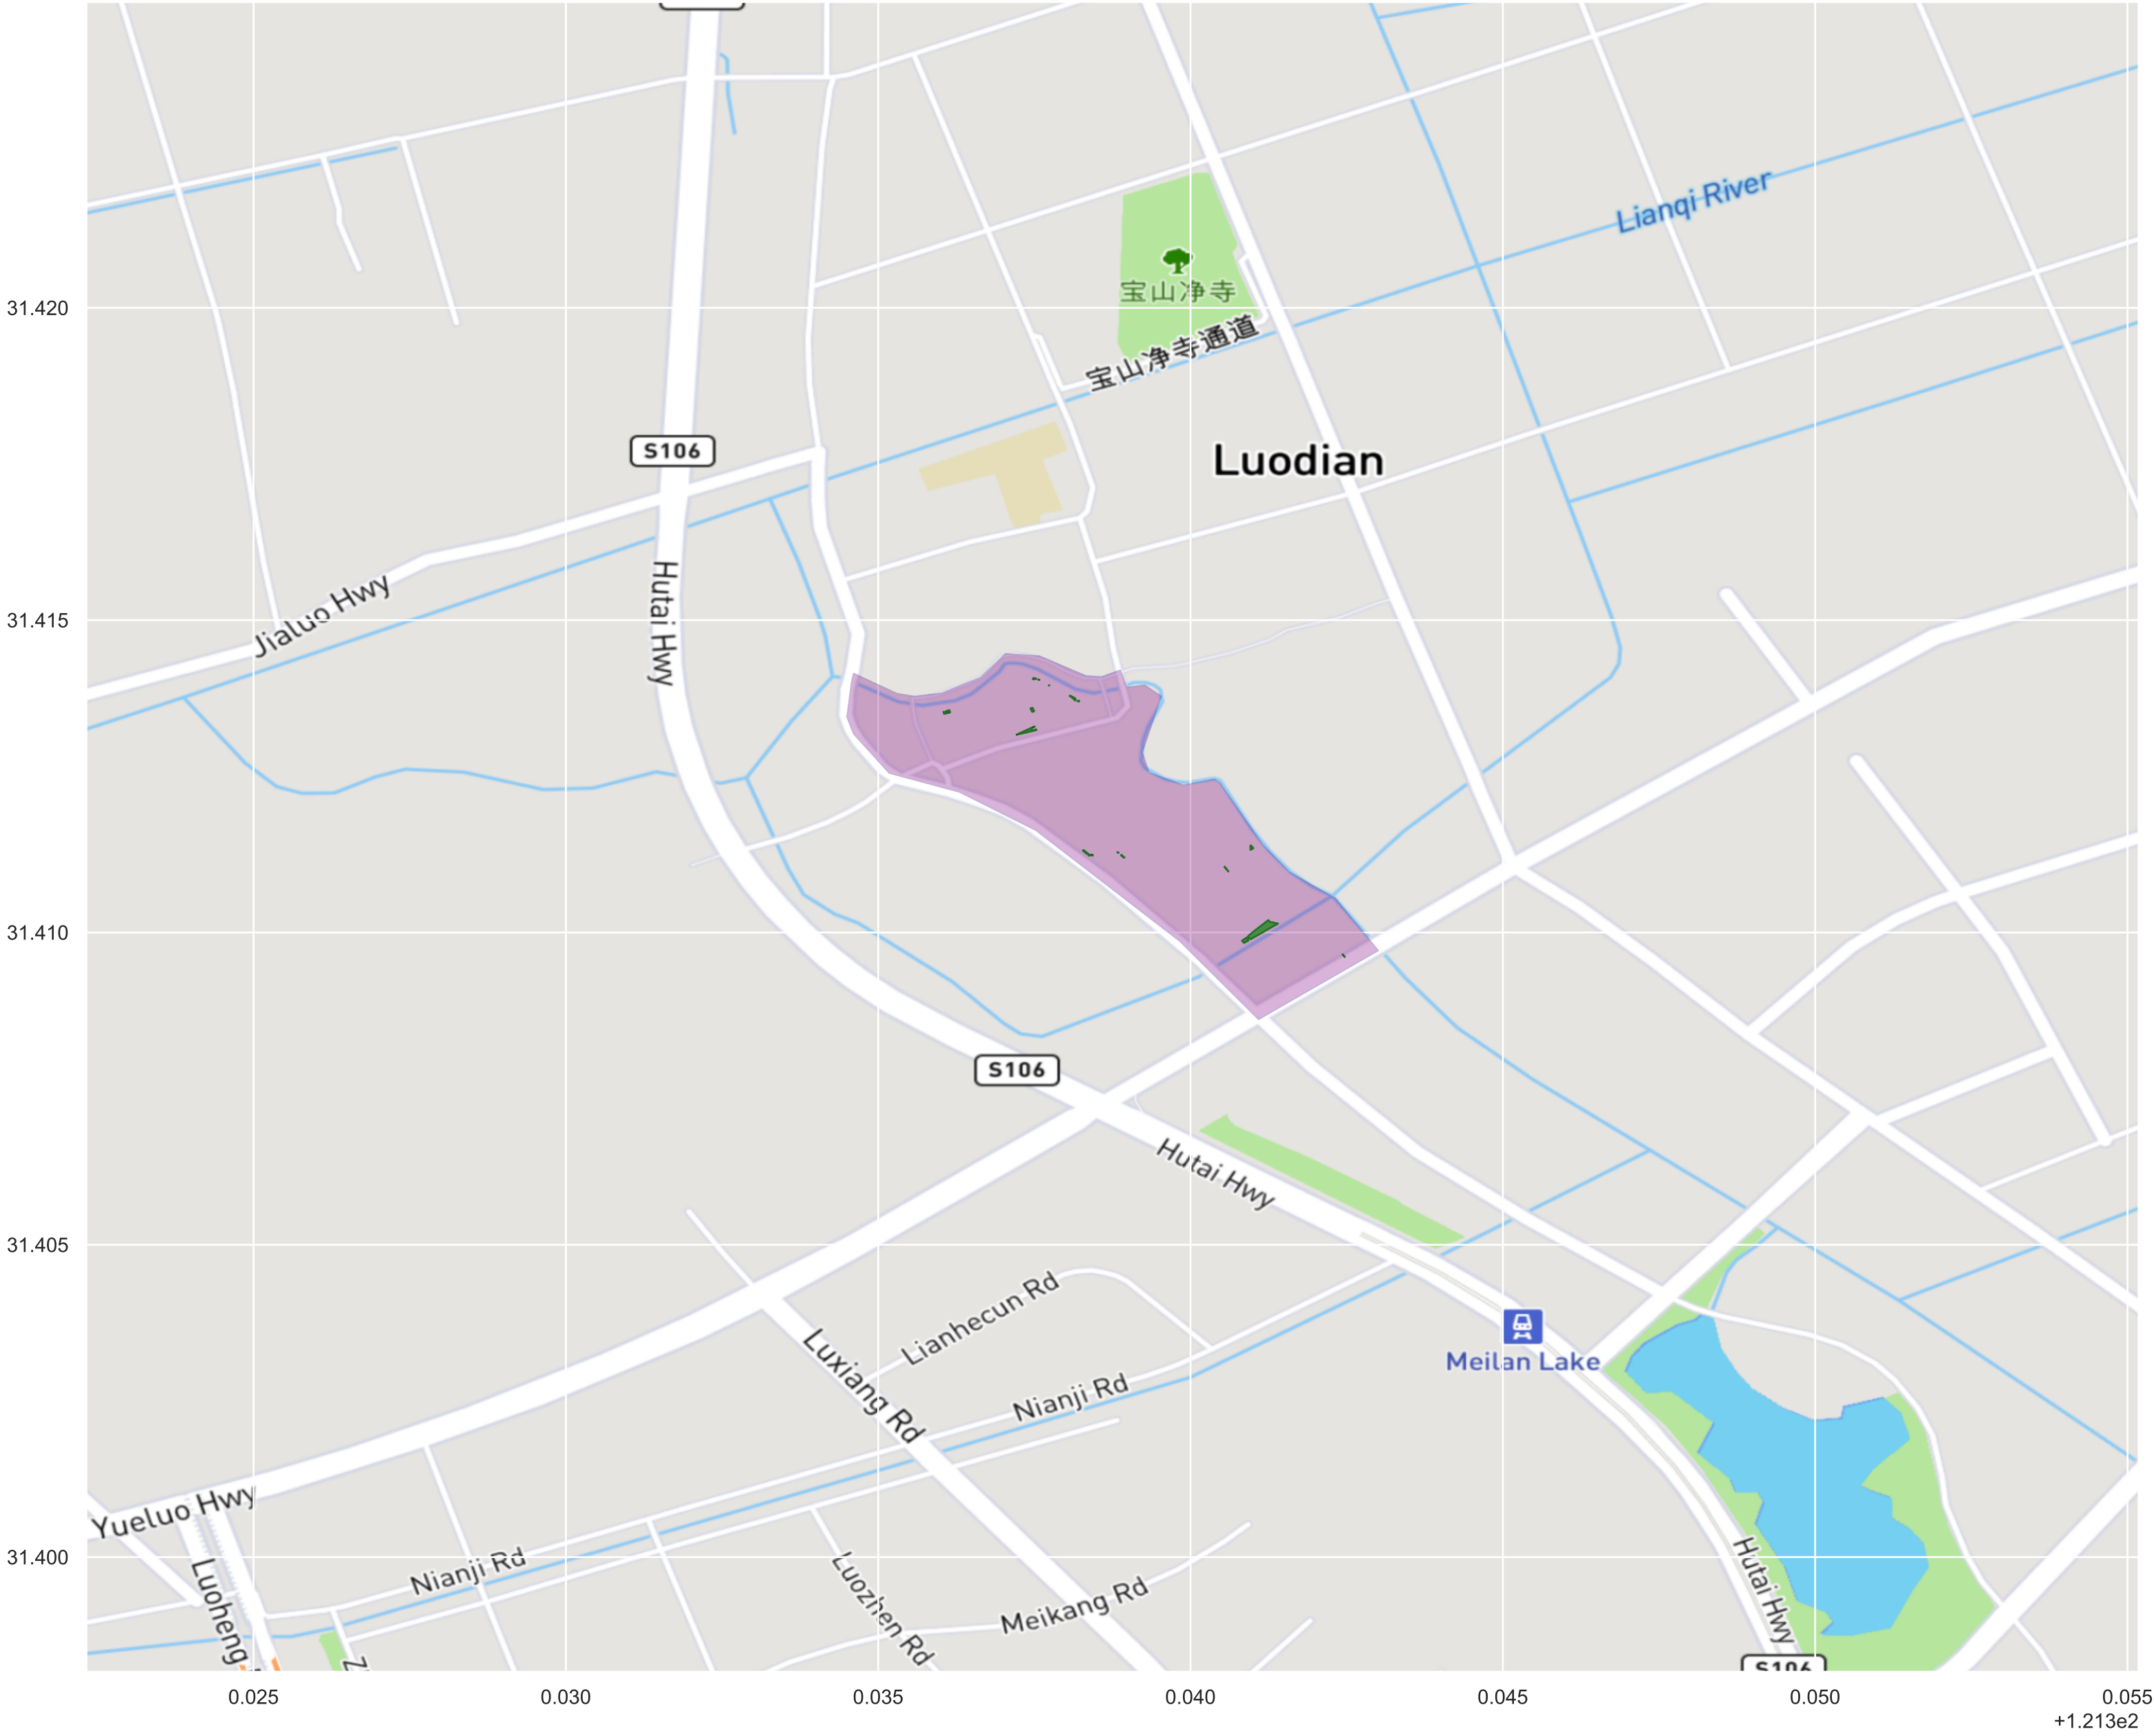 Lianqi River
宝山净寺
宝山净寺通道
31.420
S106
Luodian
Hutai Hwy
Jialuo Hwy
31.415
31.410
S106
Hutai Hwy
31.405
Lianhecun Rd
Meilan Lake
Luxiang Rd
Nianji Rd
Yueluo Hwy
31.400
Nianji Rd
Luozhen Rd
Meikang Rd
Hutai Hwy
Luoheng
S106
0.025
0.030
0.035
0.040
0.045
0.050
0.055
+1.213e2